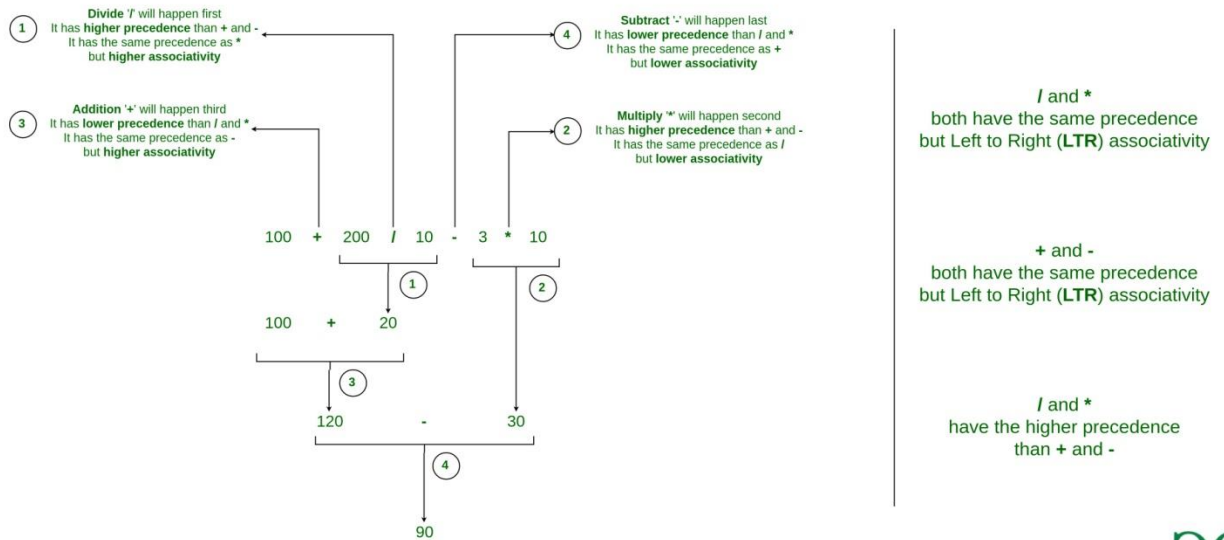 1
Divide '/' will happen first
It has higher precedence than + and -
It has the same precedence as *
but higher associativity
4
Subtract '-' will happen last
It has lower precedence than / and *
It has the same precedence as +
but lower associativity
3
Addition '+' will happen third
It has lower precedence than / and *
It has the same precedence as -
but higher associativity
2
Multiply '*' will happen second
It has higher precedence than + and -
It has the same precedence as /
but lower associativity
100 + 200 / 10 - 3 * 10
1
2
100 + 20
3
120 - 30
4
90
/ and *
both have the same precedence
but Left to Right (LTR) associativity
+ and -
both have the same precedence
but Left to Right (LTR) associativity
/ and *
have the higher precedence
than + and -